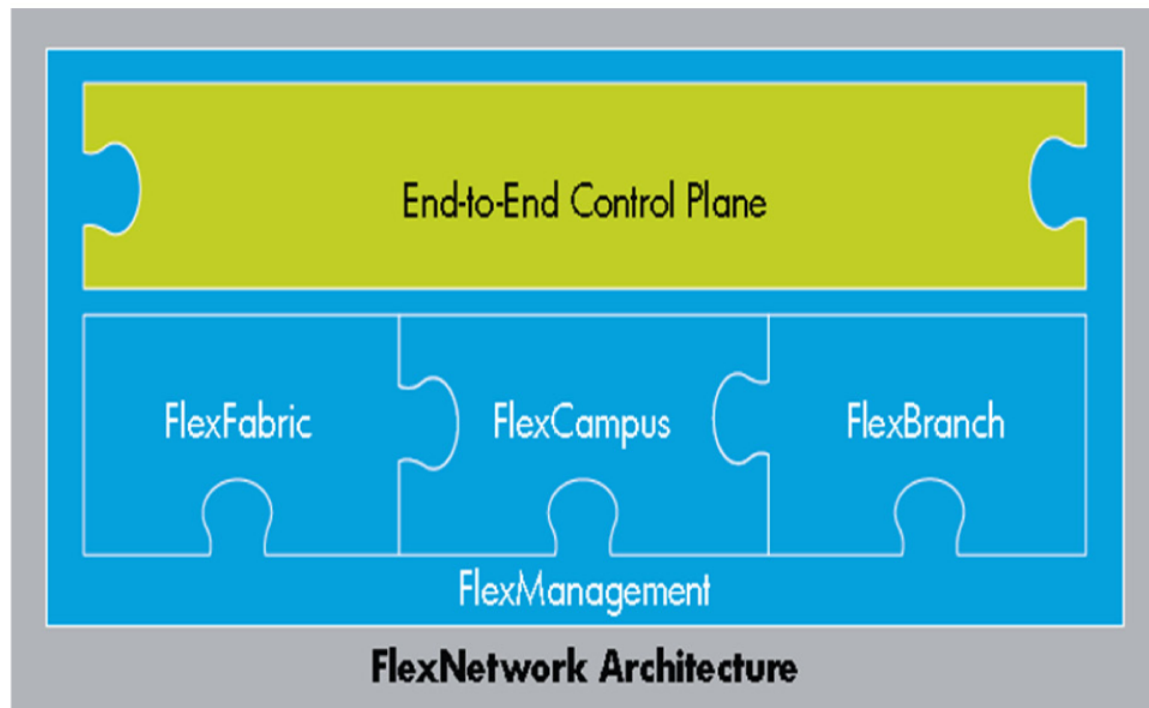 End-to-End Control Plane
FlexFabric
FlexCampus
FlexBranch
FlexManagement
FlexNetwork Architecture